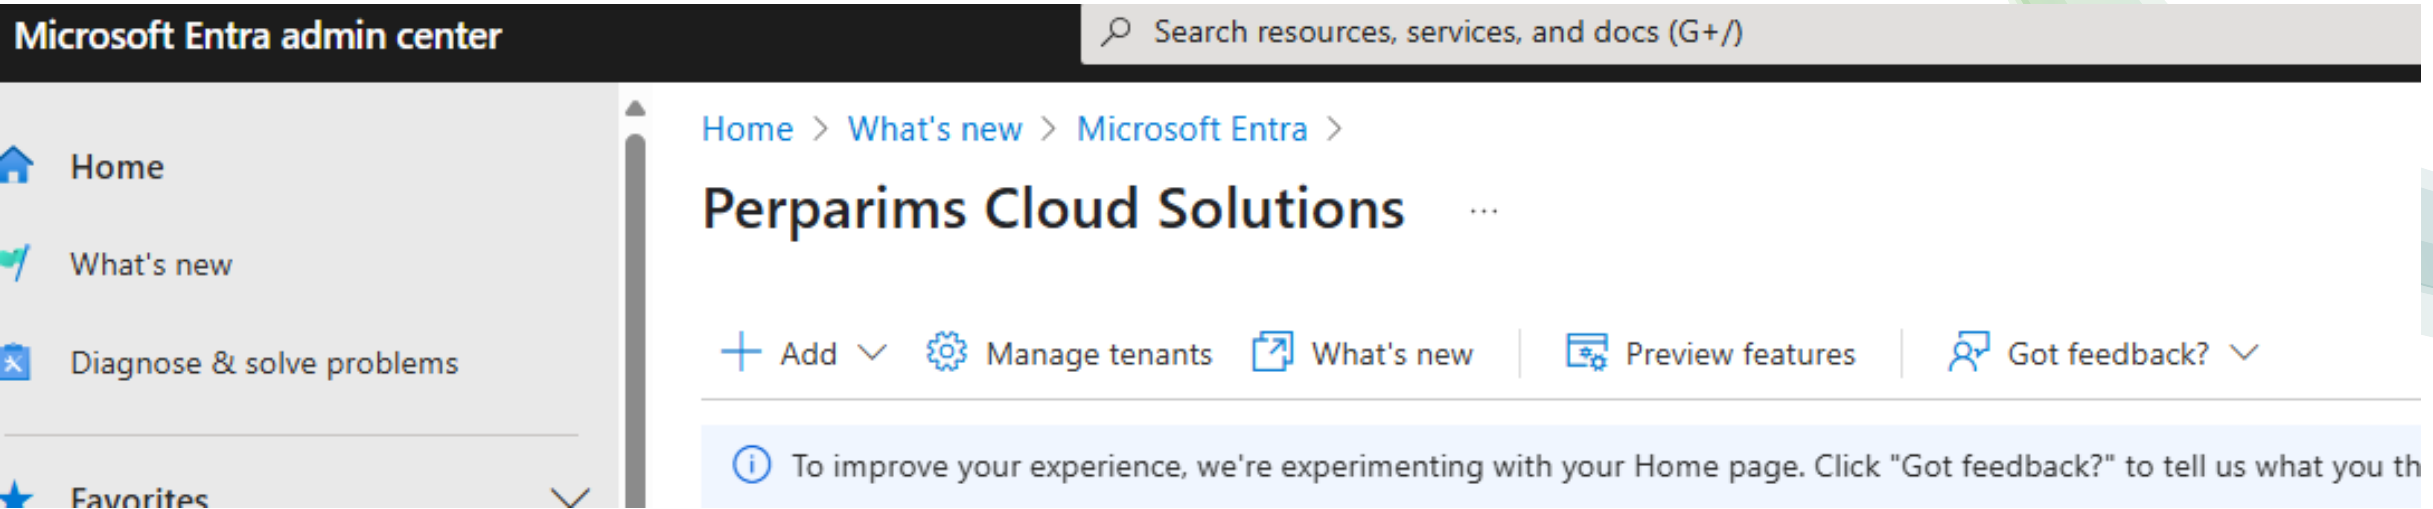 Microsoft Entra admin center
Search resources, services, and docs (G+/)
Home
What's new
Diagnose & solve problems
Favorites
Home > What's new > Microsoft Entra >
Perparims Cloud Solutions ...
Add
Manage tenants
What's new
Preview features
Got feedback?
To improve your experience, we're experimenting with your Home page. Click "Got feedback?" to tell us what you th